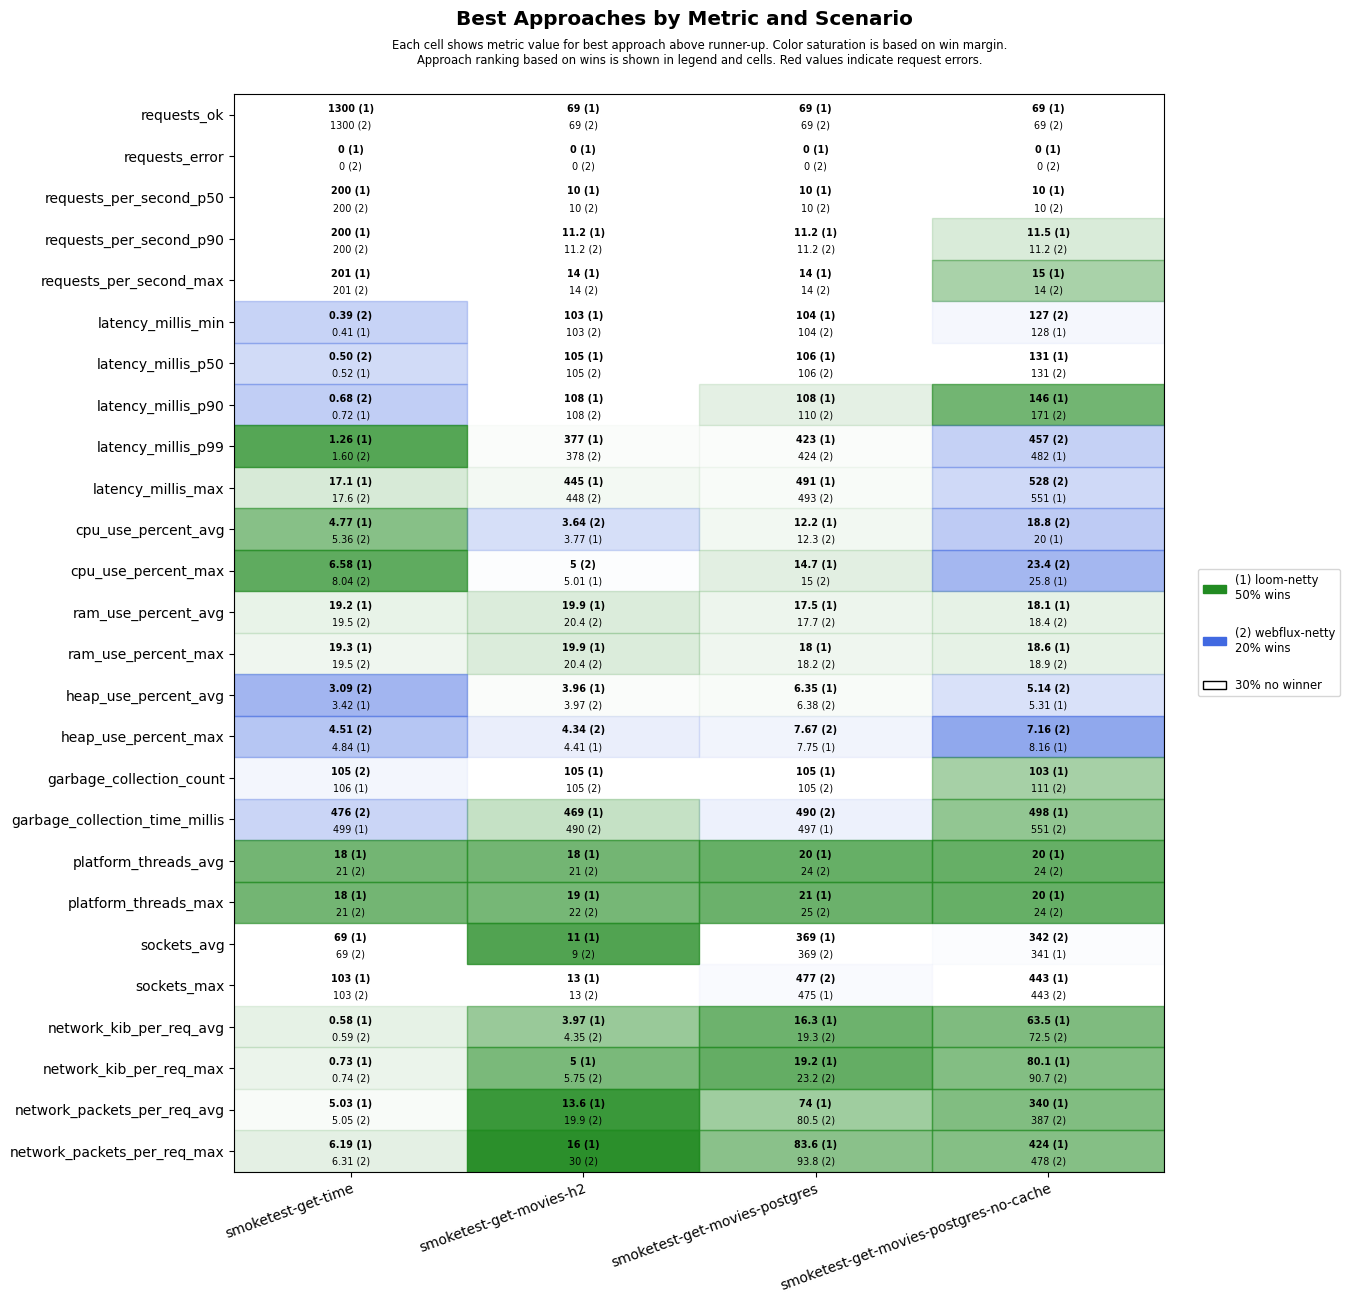 Best Approaches by Metric and Scenario
Each cell shows metric value for best approach above runner-up. Color saturation is based on win margin.
Approach ranking based on wins is shown in legend and cells. Red values indicate request errors.
requests_ok
1300 (1) 69 (1) 69 (1) 69 (1)
1300 (2) 69 (2) 69 (2) 69 (2)
requests_error
0 (1) 0 (1) 0 (1) 0 (1)
0 (2) 0 (2) 0 (2) 0 (2)
requests_per_second_p50
200 (1) 10 (1) 10 (1) 10 (1)
200 (2) 10 (2) 10 (2) 10 (2)
requests_per_second_p90
200 (1) 11.2 (1) 11.2 (1) 11.5 (1)
200 (2) 11.2 (2) 11.2 (2) 11.2 (2)
requests_per_second_max
201 (1) 14 (1) 14 (1) 15 (1)
201 (2) 14 (2) 14 (2) 14 (2)
latency_millis_min
0.39 (2) 103 (1) 104 (1) 127 (2)
0.41 (1) 103 (2) 104 (2) 128 (1)
latency_millis_p50
0.50 (2) 105 (1) 106 (1) 131 (1)
0.52 (1) 105 (2) 106 (2) 131 (2)
latency_millis_p90
0.68 (2) 108 (1) 108 (1) 146 (1)
0.72 (1) 108 (2) 110 (2) 171 (2)
latency_millis_p99
1.26 (1) 377 (1) 423 (1) 457 (2)
1.60 (2) 378 (2) 424 (2) 482 (1)
latency_millis_max
17.1 (1) 445 (1) 491 (1) 528 (2)
17.6 (2) 448 (2) 493 (2) 551 (1)
cpu_use_percent_avg
4.77 (1) 3.64 (2) 12.2 (1) 18.8 (2)
5.36 (2) 3.77 (1) 12.3 (2) 20 (1)
cpu_use_percent_max
6.58 (1) 5 (2) 14.7 (1) 23.4 (2)
8.04 (2) 5.01 (1) 15 (2) 25.8 (1)
ram_use_percent_avg
19.2 (1) 19.9 (1) 17.5 (1) 18.1 (1)
19.5 (2) 20.4 (2) 17.7 (2) 18.4 (2)
ram_use_percent_max
19.3 (1) 19.9 (1) 18 (1) 18.6 (1)
19.5 (2) 20.4 (2) 18.2 (2) 18.9 (2)
heap_use_percent_avg
3.09 (2) 3.96 (1) 6.35 (1) 5.14 (2)
3.42 (1) 3.97 (2) 6.38 (2) 5.31 (1)
heap_use_percent_max
4.51 (2) 4.34 (2) 7.67 (2) 7.16 (2)
4.84 (1) 4.41 (1) 7.75 (1) 8.16 (1)
garbage_collection_count
105 (2) 105 (1) 105 (1) 103 (1)
106 (1) 105 (2) 105 (2) 111 (2)
garbage_collection_time_millis
476 (2) 469 (1) 490 (2) 498 (1)
499 (1) 490 (2) 497 (1) 551 (2)
platform_threads_avg
18 (1) 18 (1) 20 (1) 20 (1)
21 (2) 21 (2) 24 (2) 24 (2)
platform_threads_max
18 (1) 19 (1) 21 (1) 20 (1)
21 (2) 22 (2) 25 (2) 24 (2)
sockets_avg
69 (1) 11 (1) 369 (1) 342 (2)
69 (2) 9 (2) 369 (2) 341 (1)
sockets_max
103 (1) 13 (1) 477 (2) 443 (1)
103 (2) 13 (2) 475 (1) 443 (2)
network_kib_per_req_avg
0.58 (1) 3.97 (1) 16.3 (1) 63.5 (1)
0.59 (2) 4.35 (2) 19.3 (2) 72.5 (2)
network_kib_per_req_max
0.73 (1) 5 (1) 19.2 (1) 80.1 (1)
0.74 (2) 5.75 (2) 23.2 (2) 90.7 (2)
network_packets_per_req_avg
5.03 (1) 13.6 (1) 74 (1) 340 (1)
5.05 (2) 19.9 (2) 80.5 (2) 387 (2)
network_packets_per_req_max
6.19 (1) 16 (1) 83.6 (1) 424 (1)
6.31 (2) 30 (2) 93.8 (2) 478 (2)
smoketest-get-time
smoketest-get-movies-h2
smoketest-get-movies-postgres
smoketest-get-movies-postgres-no-cache
(1) loom-netty
50% wins
(2) webflux-netty
20% wins
30% no winner